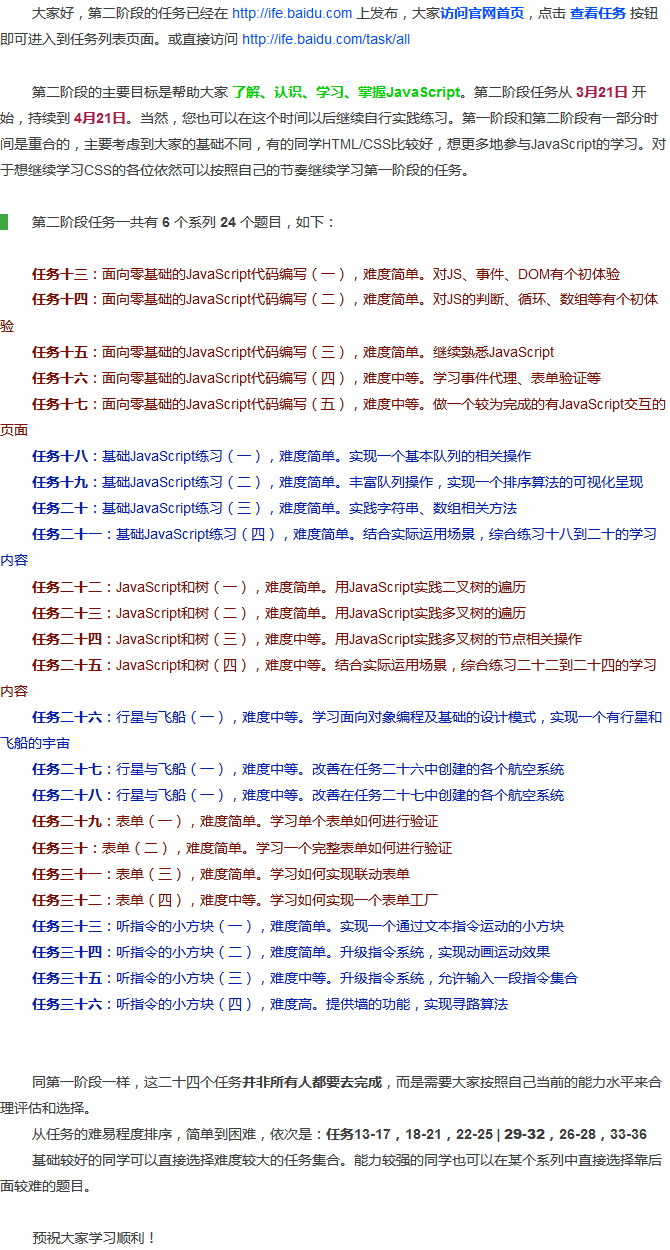 大家好，第二阶段的任务已经在 http://ife.baidu.com 上发布，大家访问官网首页，点击 查看任务 按钮
即可进入到任务列表页面。或直接访问 http://ife.baidu.com/task/all
第二阶段的主要目标是帮助大家 了解、认识、学习、掌握JavaScript。第二阶段任务从 3月21日 开
始，持续到 4月21日。当然，您也可以在这个时间以后继续自行实践练习。第一阶段和第二阶段有一部分时
间是重合的，主要考虑到大家的基础不同，有的同学HTML/CSS比较好，想更多地参与JavaScript的学习。对
于想继续学习CSS的各位依然可以按照自己的节奏继续学习第一阶段的任务。
第二阶段任务一共有 6 个系列 24 个题目，如下：
任务十三：面向零基础的JavaScript代码编写（一），难度简单。对JS、事件、DOM有个初体验
任务十四：面向零基础的JavaScript代码编写（二），难度简单。对JS的判断、循环、数组等有个初体
验
任务十五：面向零基础的JavaScript代码编写（三），难度简单。继续熟悉JavaScript
任务十六：面向零基础的JavaScript代码编写（四），难度中等。学习事件代理、表单验证等
任务十七：面向零基础的JavaScript代码编写（五），难度中等。做一个较为完成的有JavaScript交互的
页面
任务十八：基础JavaScript练习（一），难度简单。实现一个基本队列的相关操作
任务十九：基础JavaScript练习（二），难度简单。丰富队列操作，实现一个排序算法的可视化呈现
任务二十：基础JavaScript练习（三），难度简单。实践字符串、数组相关方法
任务二十一：基础JavaScript练习（四），难度简单。结合实际运用场景，综合练习十八到二十的学习
内容
任务二十二：JavaScript和树（一），难度简单。用JavaScript实践二叉树的遍历
任务二十三：JavaScript和树（二），难度简单。用JavaScript实践多叉树的遍历
任务二十四：JavaScript和树（三），难度中等。用JavaScript实践多叉树的节点相关操作
任务二十五：JavaScript和树（四），难度中等。结合实际运用场景，综合练习二十二到二十四的学习
内容
任务二十六：行星与飞船（一），难度中等。学习面向对象编程及基础的设计模式，实现一个有行星和
飞船的宇宙
任务二十七：行星与飞船（一），难度中等。改善在任务二十六中创建的各个航空系统
任务二十八：行星与飞船（一），难度中等。改善在任务二十七中创建的各个航空系统
任务二十九：表单（一），难度简单。学习单个表单如何进行验证
任务三十：表单（二），难度简单。学习一个完整表单如何进行验证
任务三十一：表单（三），难度简单。学习如何实现联动表单
任务三十二：表单（四），难度中等。学习如何实现一个表单工厂
任务三十三：听指令的小方块（一），难度简单。实现一个通过文本指令运动的小方块
任务三十四：听指令的小方块（二），难度简单。升级指令系统，实现动画运动效果
任务三十五：听指令的小方块（三），难度中等。升级指令系统，允许输入一段指令集合
任务三十六：听指令的小方块（四），难度高。提供墙的功能，实现寻路算法
同第一阶段一样，这二十四个任务并非所有人都要去完成，而是需要大家按照自己当前的能力水平来合
理评估和选择。
从任务的难易程度排序，简单到困难，依次是：任务13-17，18-21，22-25 | 29-32，26-28，33-36
基础较好的同学可以直接选择难度较大的任务集合。能力较强的同学也可以在某个系列中直接选择靠后
面较难的题目。
预祝大家学习顺利！